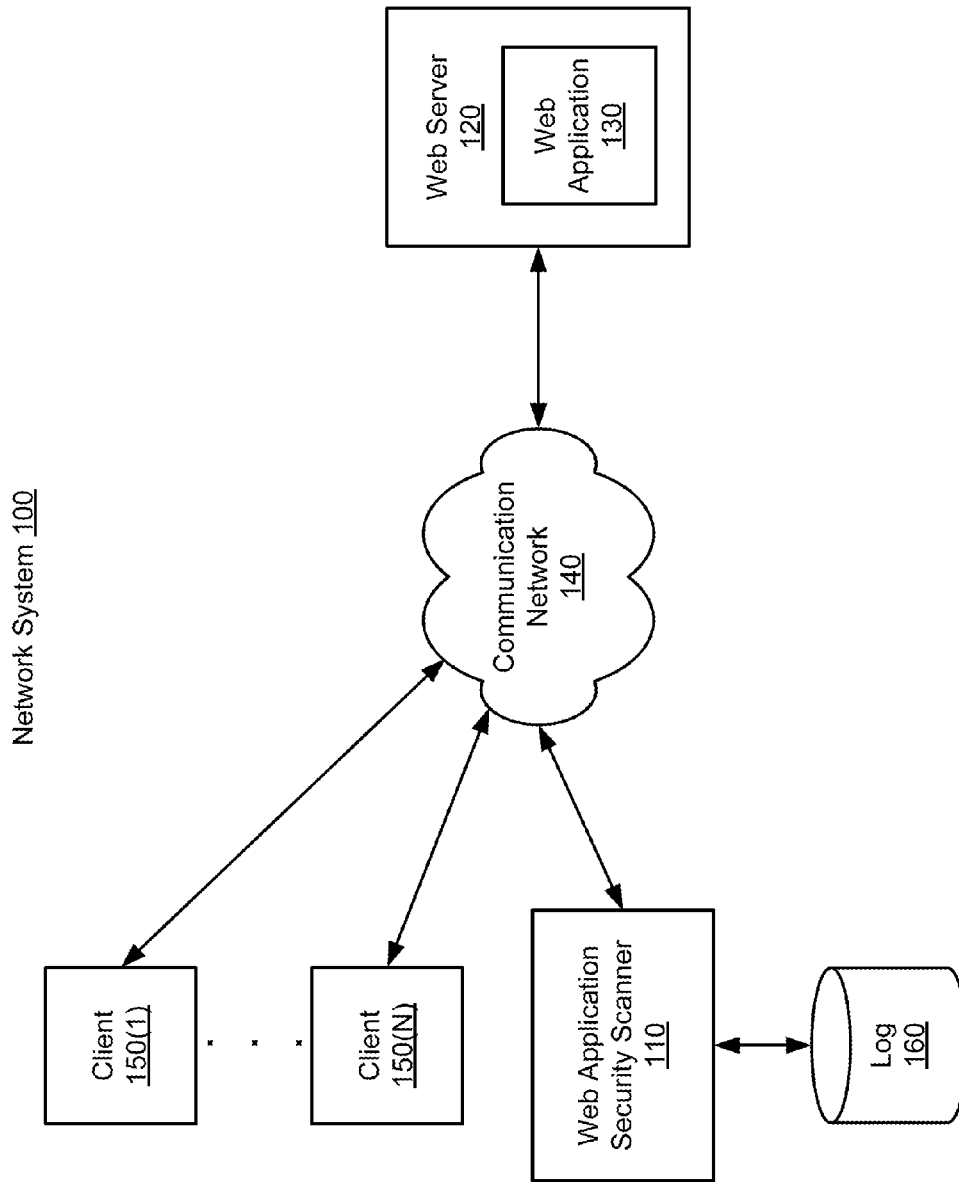 Network System 100
Client
150(1)
Client
150(N)
Web Application
Security Scanner
110
Log
160
Communication
Network
140
Web Server
120
Web
Application
130